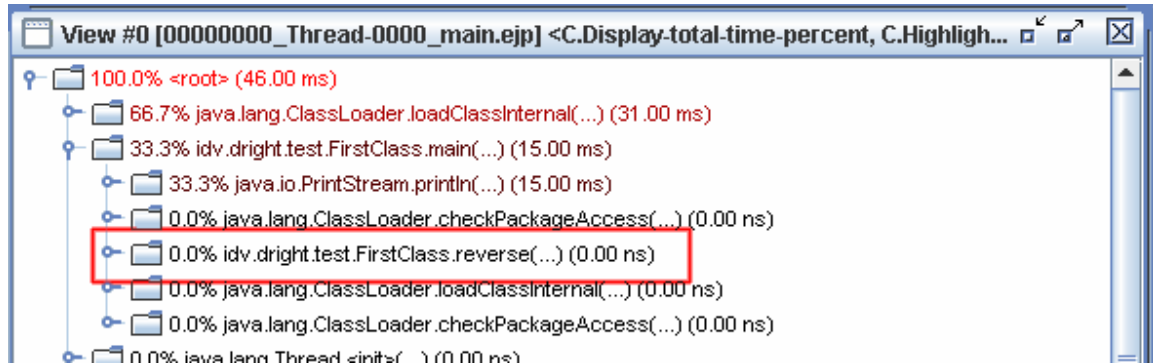 View #0 [00000000_Thread-0000_main.ejp] <C.Display-total-time-percent, C.Highligh...
100.0% <root> (46.00 ms)
66.7% java.lang.ClassLoader.loadClassInternal(...) (31.00 ms)
33.3% idv.dright.test.FirstClass.main(...) (15.00 ms)
33.3% java.io.PrintStream.println(...) (15.00 ms)
0.0% java.lang.ClassLoader.checkPackageAccess(...) (0.00 ns)
0.0% idv.dright.test.FirstClass.reverse(...) (0.00 ns)
0.0% java.lang.ClassLoader.loadClassInternal(...) (0.00 ns)
0.0% java.lang.ClassLoader.checkPackageAccess(...) (0.00 ns)
0.0% java.lang.Thread.<init>(...) (0.00 ns)